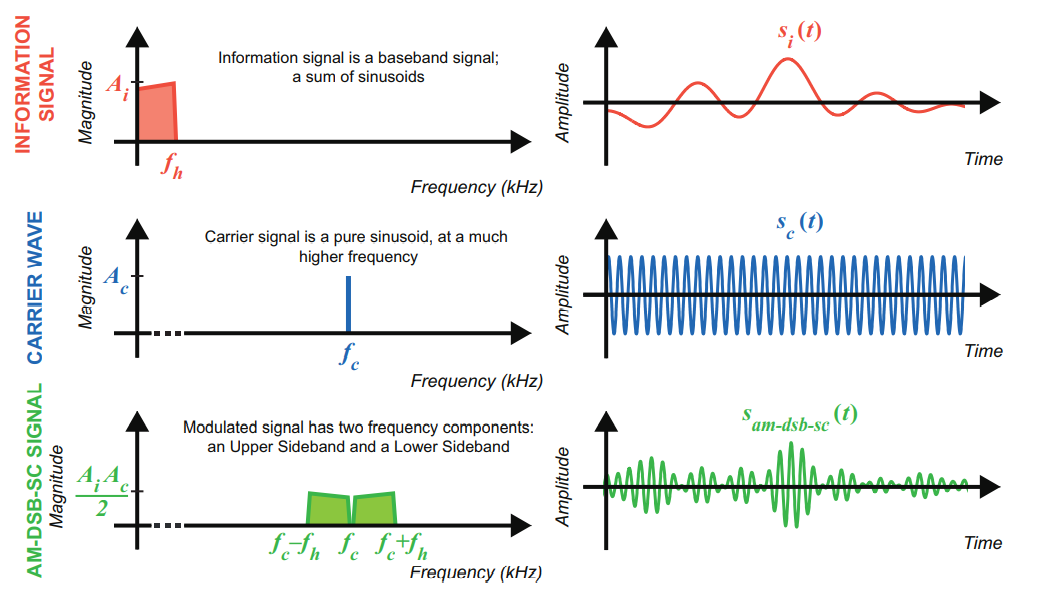 INFORMATION
SIGNAL
Magnitude
A_i
f_h
Information signal is a baseband signal;
a sum of sinusoids
Frequency (kHz)
Amplitude
s_i(t)
Time
CARRIER WAVE
Magnitude
A_c
f_c
Carrier signal is a pure sinusoid, at a much
higher frequency
Frequency (kHz)
Amplitude
s_c(t)
Time
AM-DSB-SC SIGNAL
Magnitude
A_i A_c
2
Modulated signal has two frequency components:
an Upper Sideband and a Lower Sideband
f_c–f_h f_c f_c+f_h
Frequency (kHz)
Amplitude
s_am-dsb-sc(t)
Time